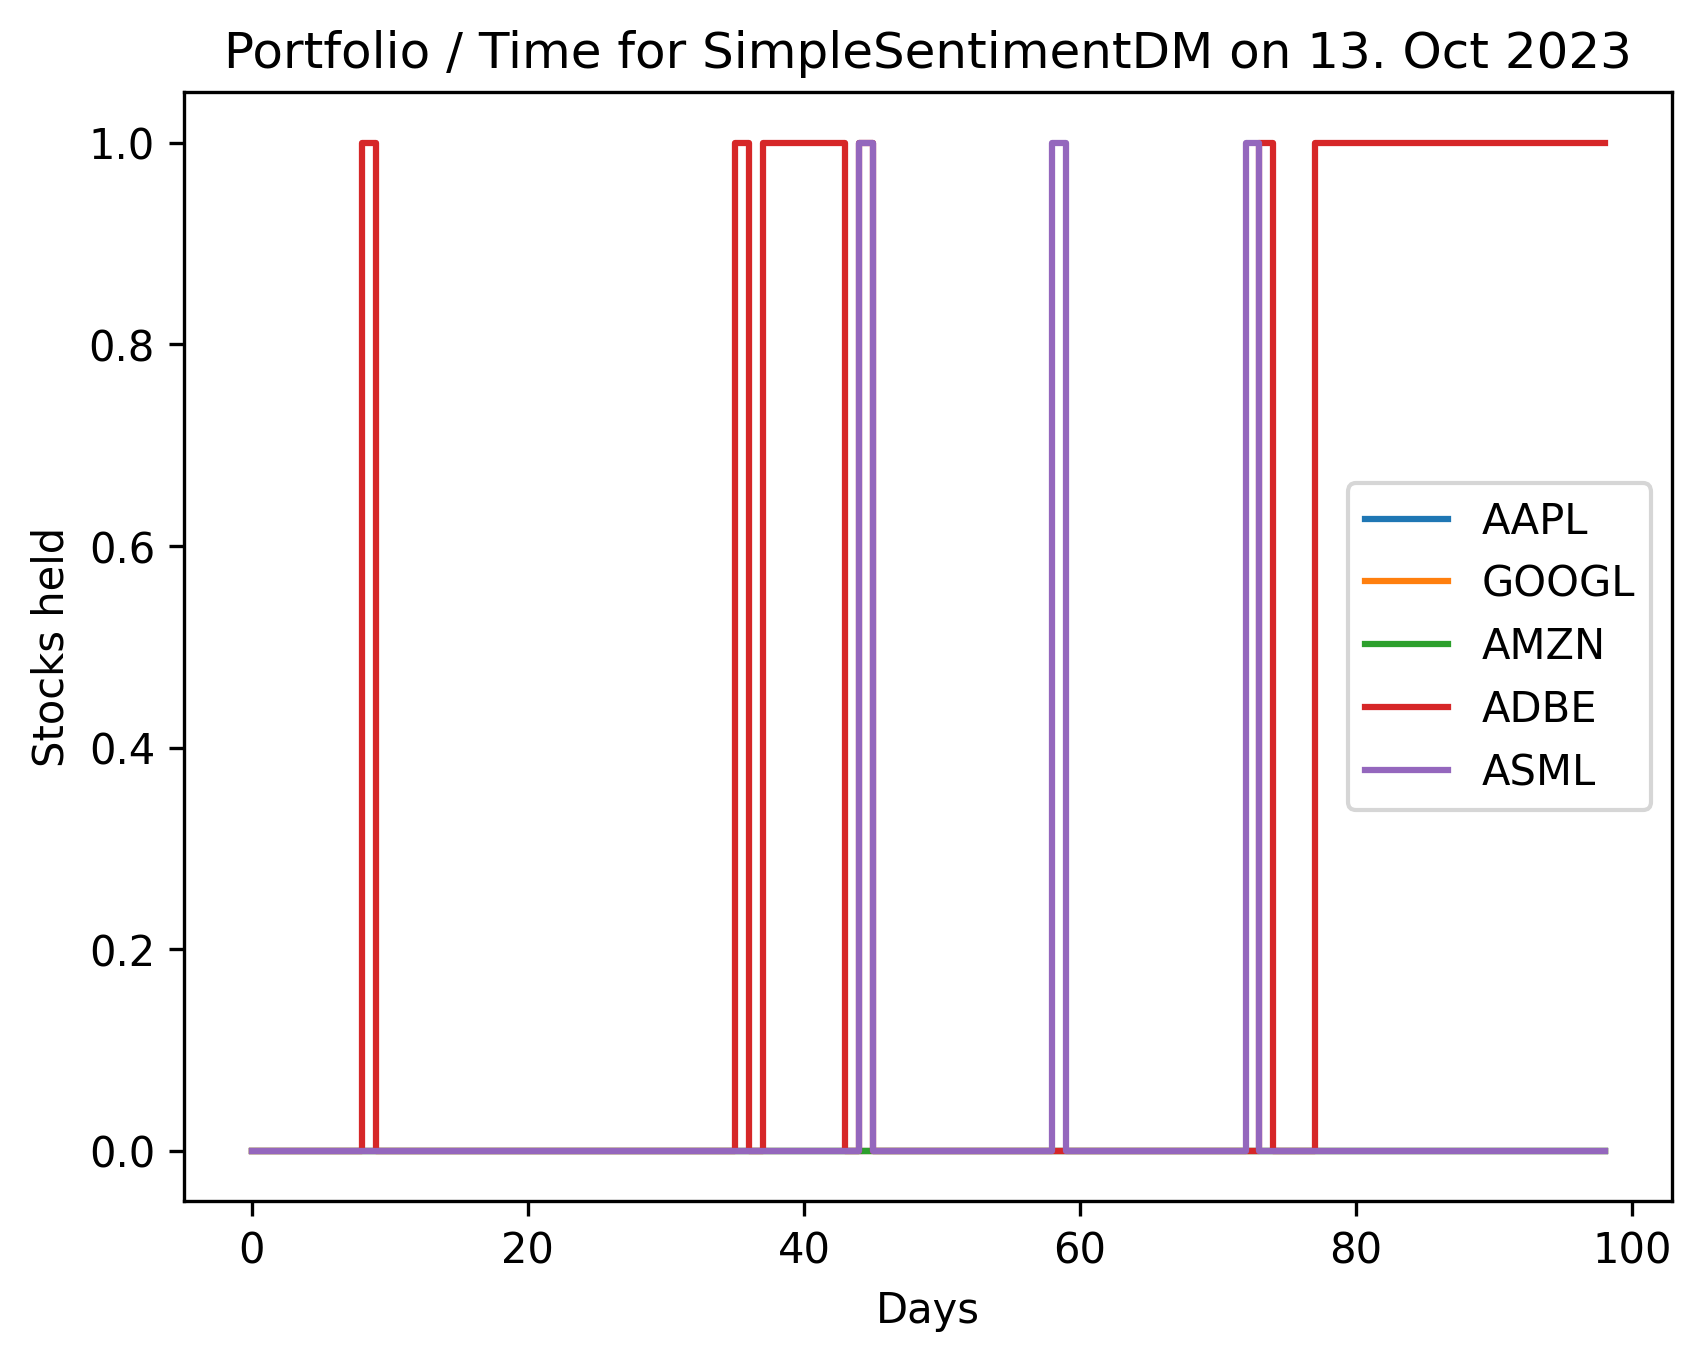 Portfolio / Time for SimpleSentimentDM on 13. Oct 2023
1.0
0.8
0.6
0.4
0.2
0.0
Stocks held
AAPL
GOOGL
AMZN
ADBE
ASML
0 20 40 60 80 100
Days